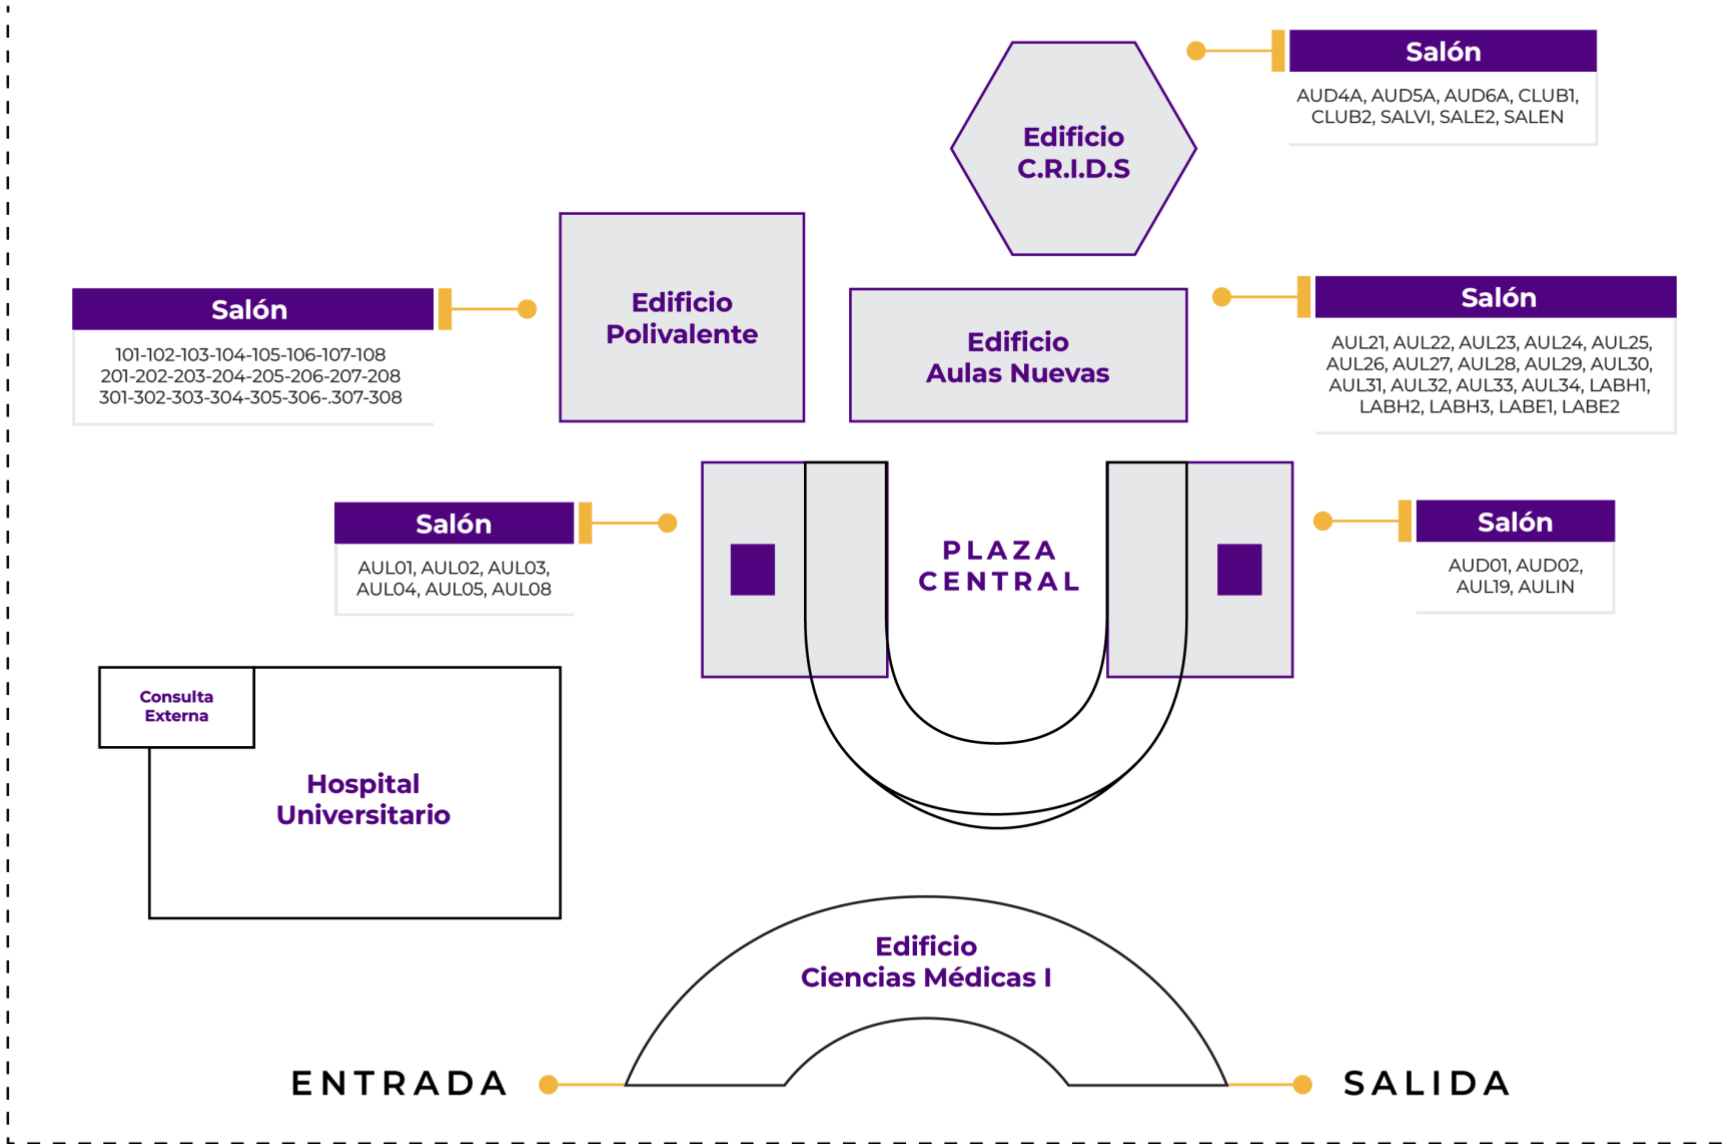 Salón
AUD4A, AUD5A, AUD6A, CLUB1,
CLUB2, SALVI, SALE2, SALEN
Edificio
C.R.I.D.S
Edificio
Polivalente
Salón
101-102-103-104-105-106-107-108
201-202-203-204-205-206-207-208
301-302-303-304-305-306-.307-308
Edificio
Aulas Nuevas
Salón
AUL21, AUL22, AUL23, AUL24, AUL25,
AUL26, AUL27, AUL28, AUL29, AUL30,
AUL31, AUL32, AUL33, AUL34, LABH1,
LABH2, LABH3, LABE1, LABE2
Salón
AUL01, AUL02, AUL03,
AUL04, AUL05, AUL08
PLAZA
CENTRAL
Salón
AUD01, AUD02,
AUL19, AULIN
Consulta
Externa
Hospital
Universitario
Edificio
Ciencias Médicas I
ENTRADA
SALIDA